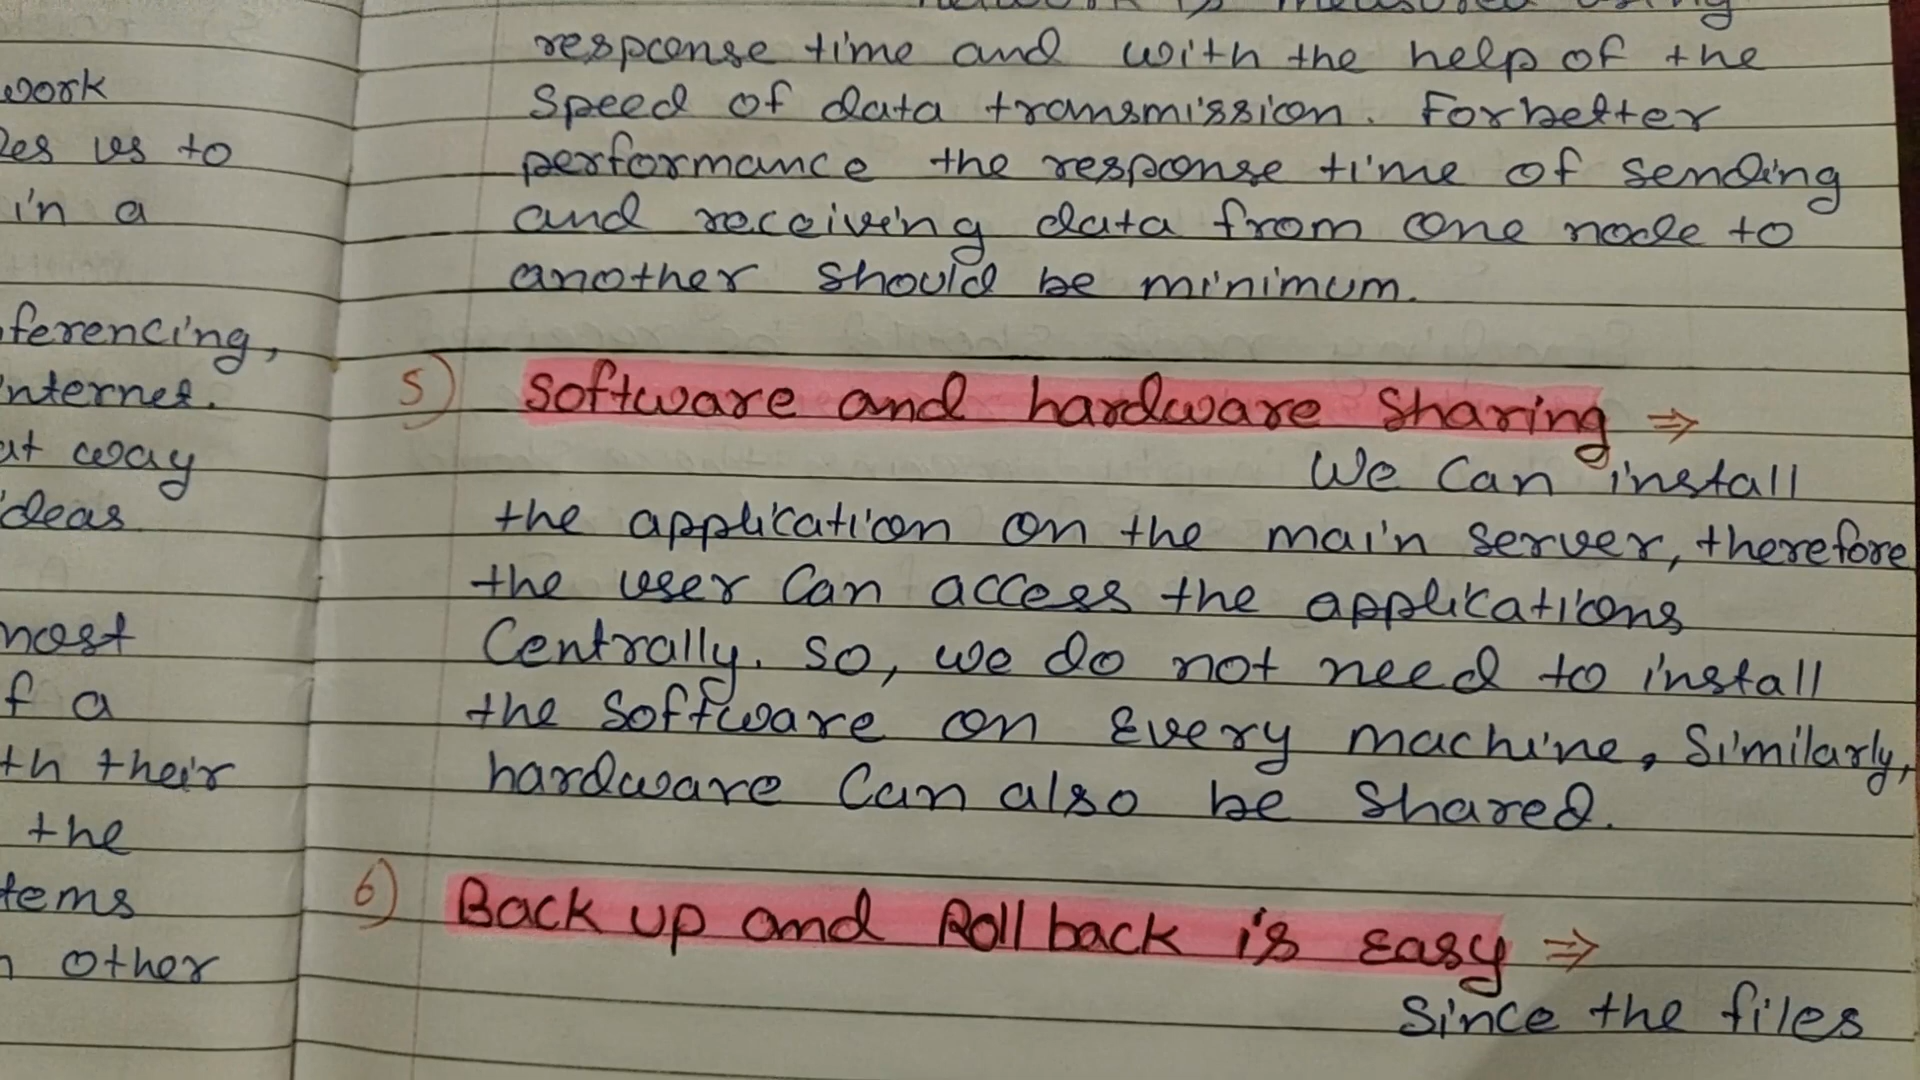 work
us to
in a
ferencing,
nternet.
way
deas
most
f a
th their
the
tems
other
network is measured using
response time and with the help of the
Speed of data transmission. For better
performance the response time of sending
and receiving data from one node to
another should be minimum.
5) Software and hardware Sharing ⇒
We Can install
the application on the main server, therefore
the user Can access the applications
Centrally. So, we do not need to install
the software on Every machine, Similarly,
hardware Can also be Shared.
6) Back up and Roll back is Easy ⇒
Since the files